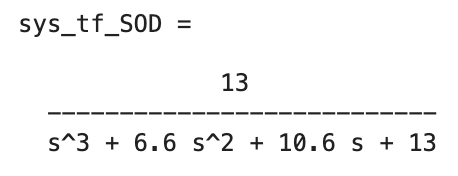 sys_tf_SOD =
13
---------------------------
s^3 + 6.6 s^2 + 10.6 s + 13